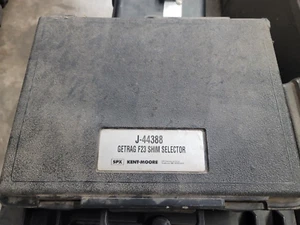 J-44388
GETRAG F23 SHIM SELECTOR
SPX KENT-MOORE